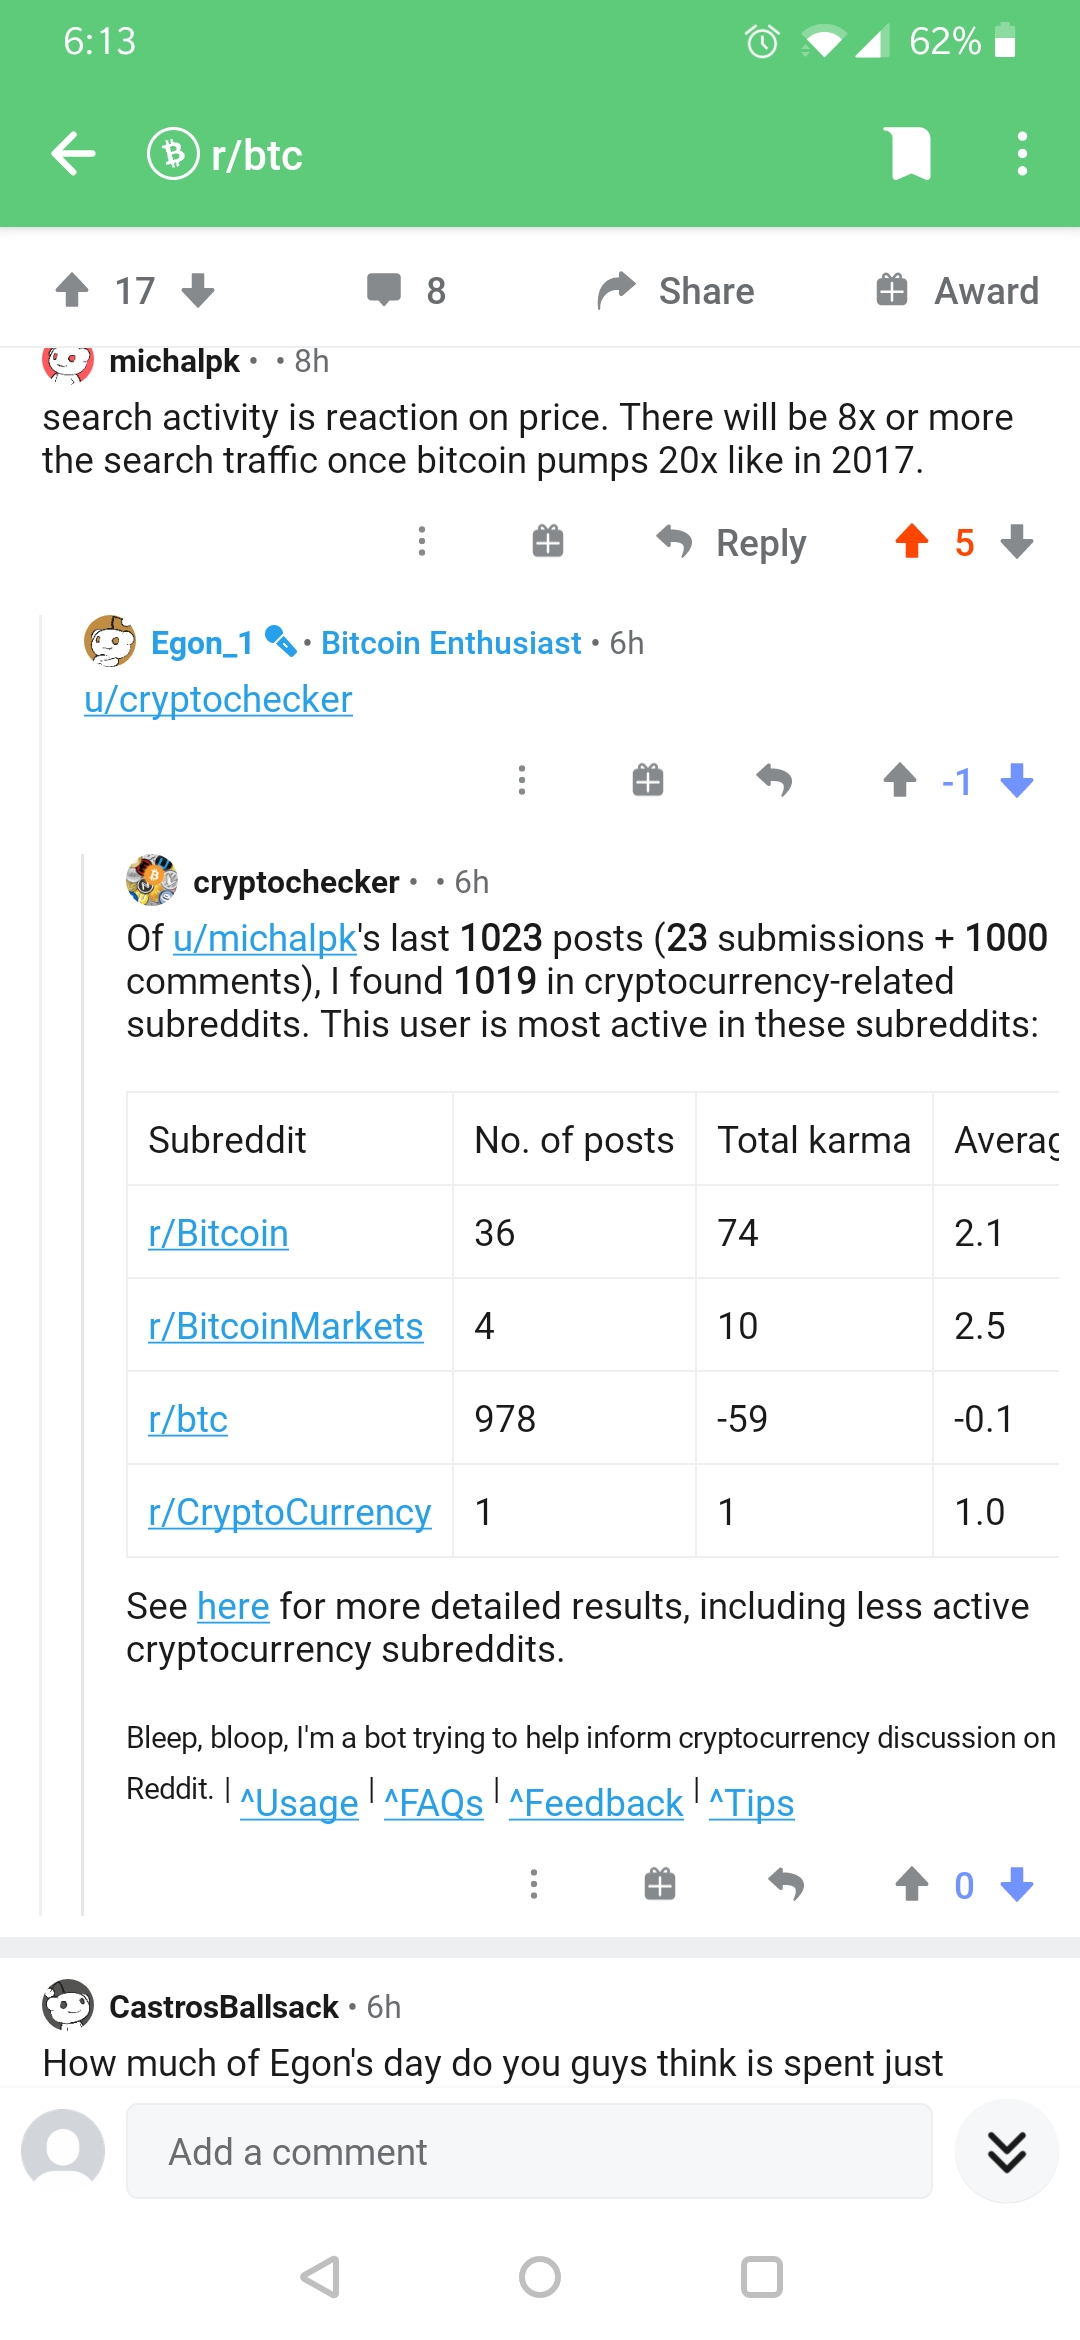 6:13
62%
r/btc
17
8
Share
Award
michalpk • • 8h
search activity is reaction on price. There will be 8x or more
the search traffic once bitcoin pumps 20x like in 2017.
Reply
5
Egon_1 • Bitcoin Enthusiast • 6h
u/cryptochecker
-1
cryptochecker • • 6h
Of u/michalpk's last 1023 posts (23 submissions + 1000
comments), I found 1019 in cryptocurrency-related
subreddits. This user is most active in these subreddits:
Subreddit No. of posts Total karma Averag
r/Bitcoin 36 74 2.1
r/BitcoinMarkets 4 10 2.5
r/btc 978 -59 -0.1
r/CryptoCurrency 1 1 1.0
See here for more detailed results, including less active
cryptocurrency subreddits.
Bleep, bloop, I'm a bot trying to help inform cryptocurrency discussion on
Reddit. | ^Usage | ^FAQs | ^Feedback | ^Tips
0
CastrosBallsack • 6h
How much of Egon's day do you guys think is spent just
Add a comment